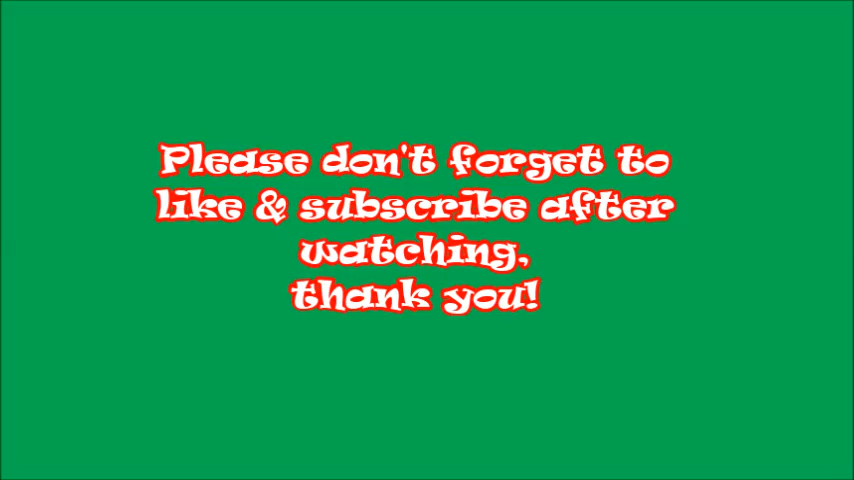 Please don't forget to
like & subscribe after
watching,
thank you!